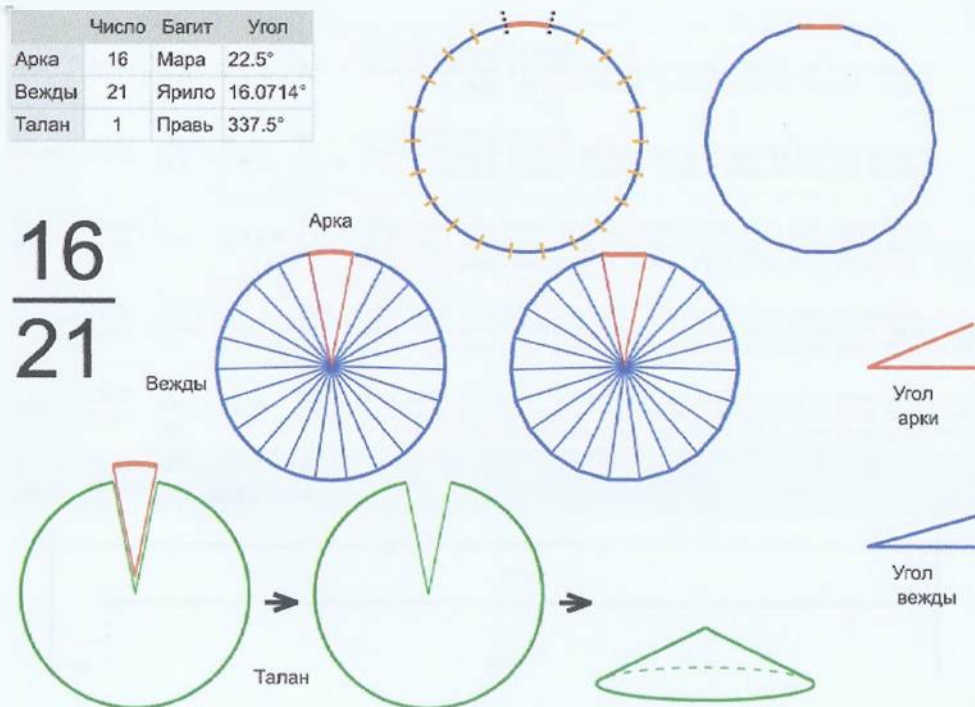 Число Багит Угол
Арка 16 Мара 22.5°
Вежды 21 Ярило 16.0714°
Талан 1 Правь 337.5°
16
21
Арка
Вежды
Угол
арки
Угол
вежды
Талан